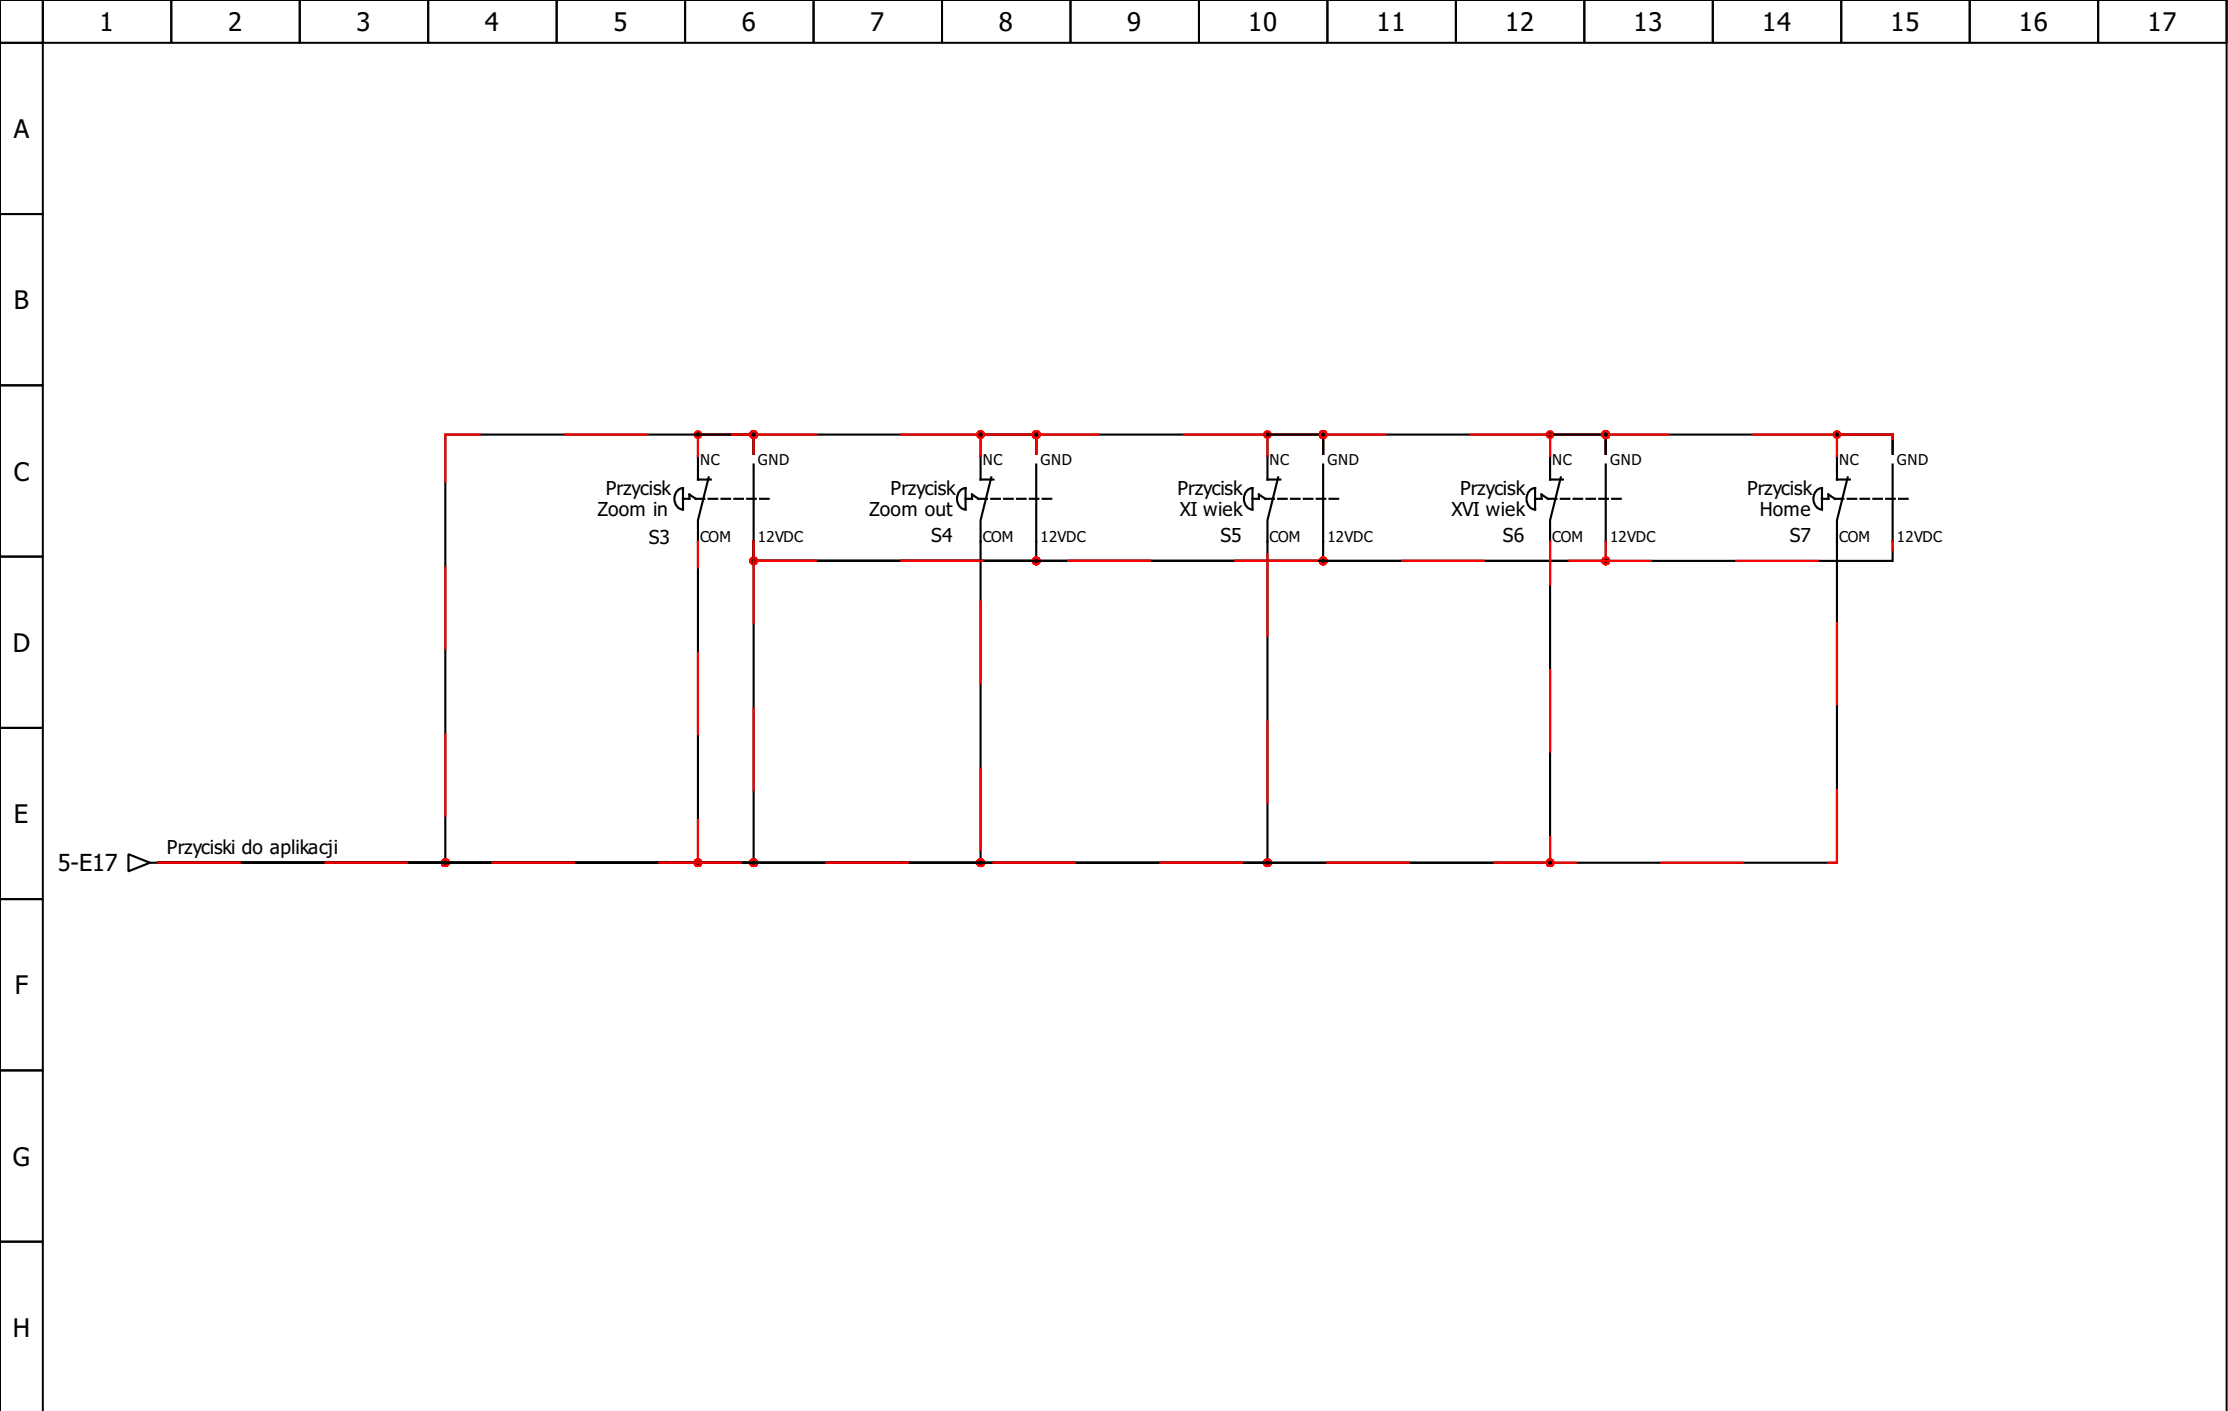 1 2 3 4 5 6 7 8 9 10 11 12 13 14 15 16 17
A
B
C
NC GND NC GND NC GND NC GND NC GND
Przycisk Przycisk Przycisk Przycisk Przycisk
Zoom in Zoom out XI wiek XVI wiek Home
S3 COM 12VDC S4 COM 12VDC S5 COM 12VDC S6 COM 12VDC S7 COM 12VDC
D
E
Przyciski do aplikacji
5-E17
F
G
H